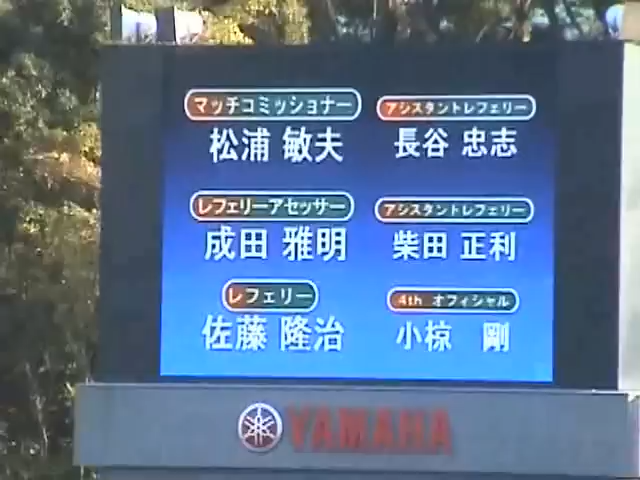 マッチコミッショナー
松浦 敏夫
レフェリーアセッサー
成田 雅明
レフェリー
佐藤 隆治
アシスタントレフェリー
長谷 忠志
アシスタントレフェリー
柴田 正利
4th オフィシャル
小椋 剛
YAMAHA